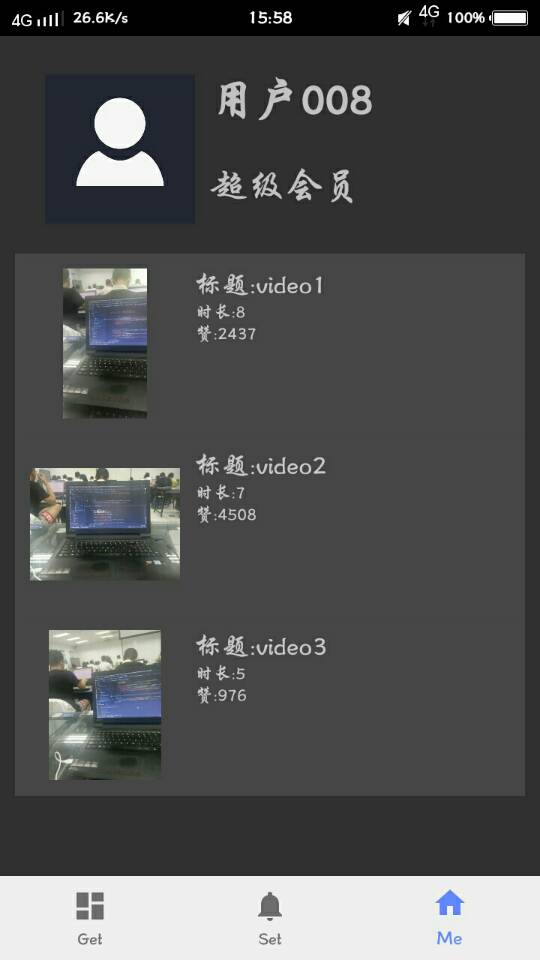 4G 26.6K/s 15:58 4G 100%
用户008
超级会员
标题:video1
时长:8
赞:2437
标题:video2
时长:7
赞:4508
标题:video3
时长:5
赞:976
Get Set Me